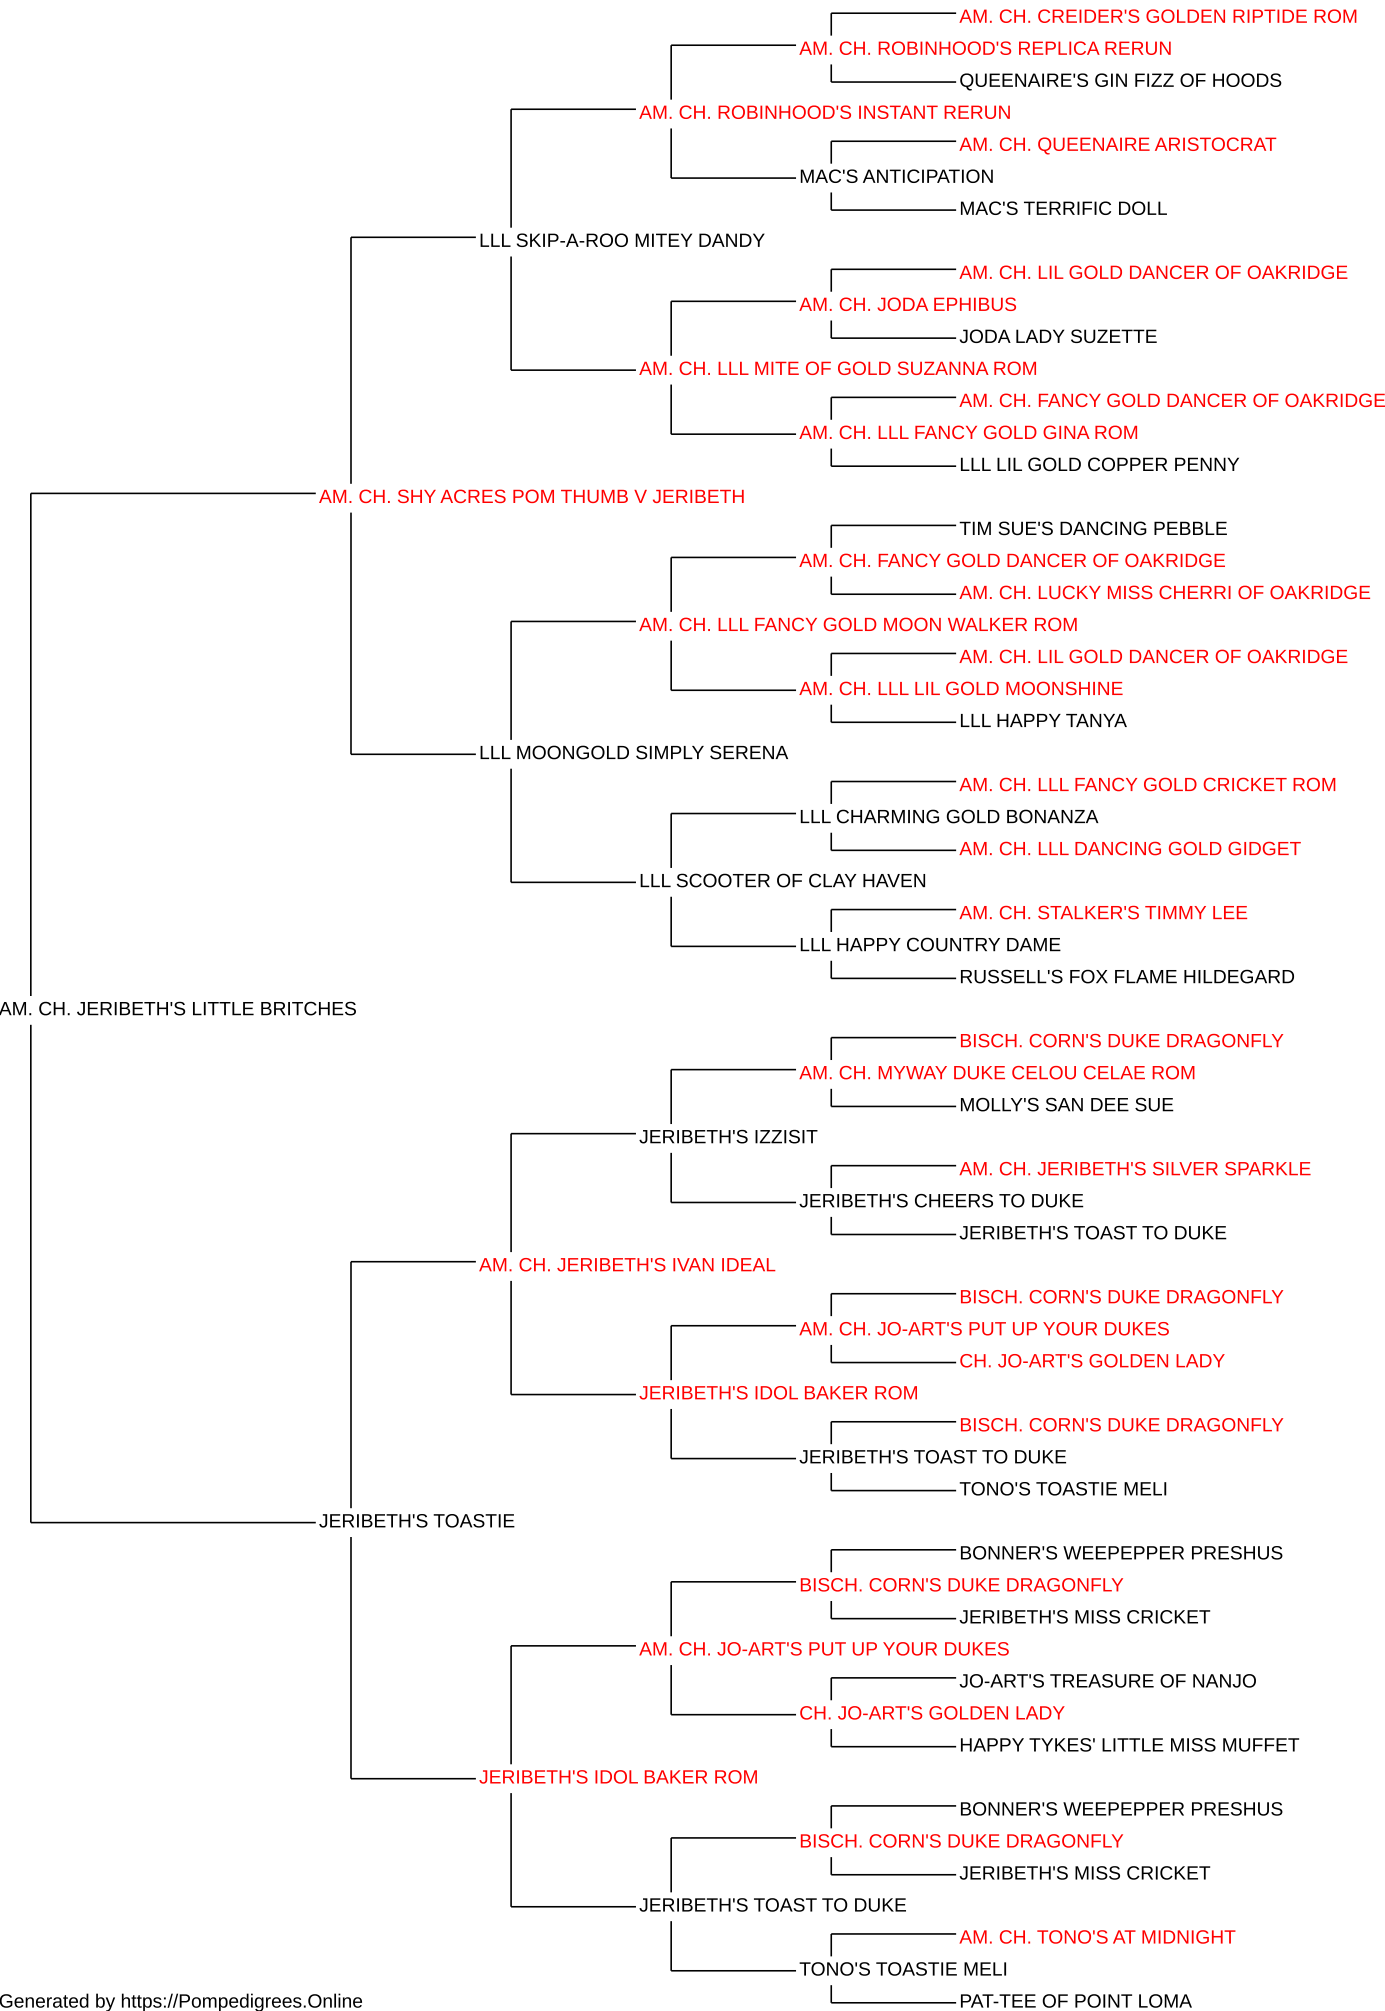 AM. CH. CREIDER'S GOLDEN RIPTIDE ROM
AM. CH. ROBINHOOD'S REPLICA RERUN
QUEENAIRE'S GIN FIZZ OF HOODS
AM. CH. ROBINHOOD'S INSTANT RERUN
AM. CH. QUEENAIRE ARISTOCRAT
MAC'S ANTICIPATION
MAC'S TERRIFIC DOLL
LLL SKIP-A-ROO MITEY DANDY
AM. CH. LIL GOLD DANCER OF OAKRIDGE
AM. CH. JODA EPHIBUS
JODA LADY SUZETTE
AM. CH. LLL MITE OF GOLD SUZANNA ROM
AM. CH. FANCY GOLD DANCER OF OAKRIDGE
AM. CH. LLL FANCY GOLD GINA ROM
LLL LIL GOLD COPPER PENNY
AM. CH. SHY ACRES POM THUMB V JERIBETH
TIM SUE'S DANCING PEBBLE
AM. CH. FANCY GOLD DANCER OF OAKRIDGE
AM. CH. LUCKY MISS CHERRI OF OAKRIDGE
AM. CH. LLL FANCY GOLD MOON WALKER ROM
AM. CH. LIL GOLD DANCER OF OAKRIDGE
AM. CH. LLL LIL GOLD MOONSHINE
LLL HAPPY TANYA
LLL MOONGOLD SIMPLY SERENA
AM. CH. LLL FANCY GOLD CRICKET ROM
LLL CHARMING GOLD BONANZA
AM. CH. LLL DANCING GOLD GIDGET
LLL SCOOTER OF CLAY HAVEN
AM. CH. STALKER'S TIMMY LEE
LLL HAPPY COUNTRY DAME
RUSSELL'S FOX FLAME HILDEGARD
AM. CH. JERIBETH'S LITTLE BRITCHES
BISCH. CORN'S DUKE DRAGONFLY
AM. CH. MYWAY DUKE CELOU CELAE ROM
MOLLY'S SAN DEE SUE
JERIBETH'S IZZISIT
AM. CH. JERIBETH'S SILVER SPARKLE
JERIBETH'S CHEERS TO DUKE
JERIBETH'S TOAST TO DUKE
AM. CH. JERIBETH'S IVAN IDEAL
BISCH. CORN'S DUKE DRAGONFLY
AM. CH. JO-ART'S PUT UP YOUR DUKES
CH. JO-ART'S GOLDEN LADY
JERIBETH'S IDOL BAKER ROM
BISCH. CORN'S DUKE DRAGONFLY
JERIBETH'S TOAST TO DUKE
TONO'S TOASTIE MELI
JERIBETH'S TOASTIE
BONNER'S WEEPEPPER PRESHUS
BISCH. CORN'S DUKE DRAGONFLY
JERIBETH'S MISS CRICKET
AM. CH. JO-ART'S PUT UP YOUR DUKES
JO-ART'S TREASURE OF NANJO
CH. JO-ART'S GOLDEN LADY
HAPPY TYKES' LITTLE MISS MUFFET
JERIBETH'S IDOL BAKER ROM
BONNER'S WEEPEPPER PRESHUS
BISCH. CORN'S DUKE DRAGONFLY
JERIBETH'S MISS CRICKET
JERIBETH'S TOAST TO DUKE
AM. CH. TONO'S AT MIDNIGHT
TONO'S TOASTIE MELI
PAT-TEE OF POINT LOMA
Generated by https://Pompedigrees.Online